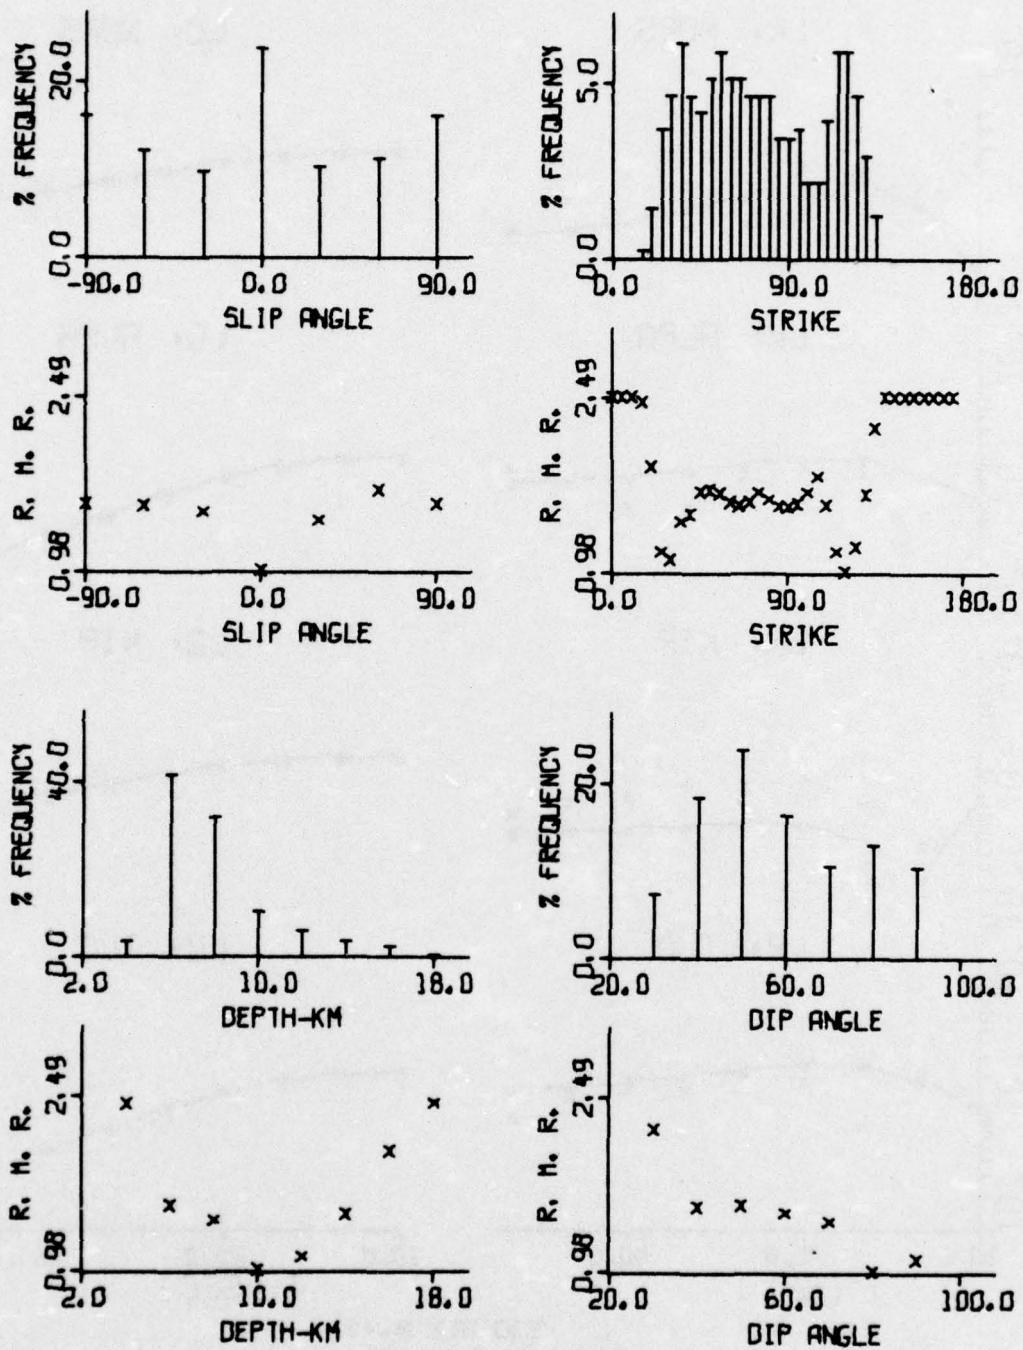 % FREQUENCY
20.0
0.0
-90.0 0.0 90.0
SLIP ANGLE
% FREQUENCY
5.0
0.0
0.0 90.0 180.0
STRIKE
R. M. R.
2.49
0.98
-90.0 0.0 90.0
SLIP ANGLE
R. M. R.
2.49
0.98
0.0 90.0 180.0
STRIKE
% FREQUENCY
40.0
0.0
2.0 10.0 18.0
DEPTH-KM
% FREQUENCY
20.0
0.0
20.0 60.0 100.0
DIP ANGLE
R. M. R.
2.49
0.98
2.0 10.0 18.0
DEPTH-KM
R. M. R.
2.49
0.98
20.0 60.0 100.0
DIP ANGLE